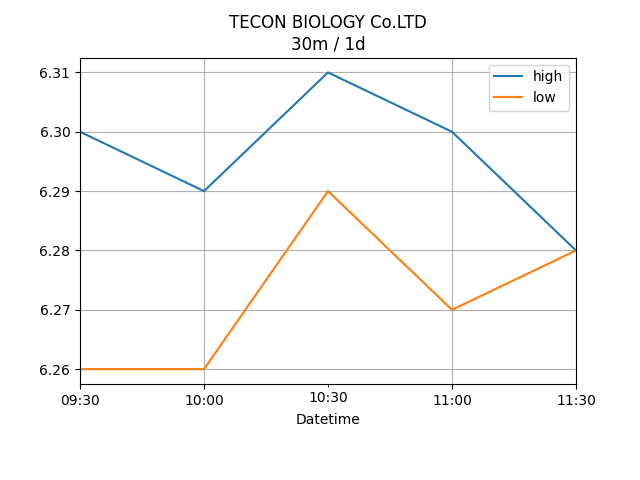 TECON BIOLOGY Co.LTD
30m / 1d
high
low
6.31
6.30
6.29
6.28
6.27
6.26
09:30 10:00 10:30 11:00 11:30
Datetime